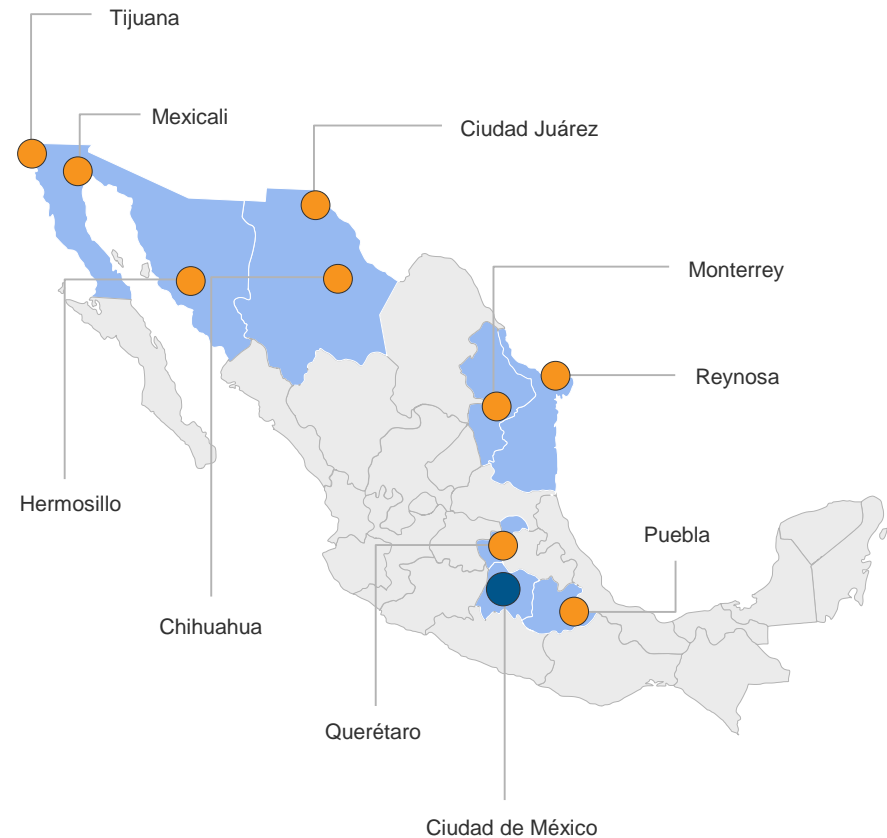 Tijuana
Mexicali
Ciudad Juárez
Monterrey
Reynosa
Hermosillo
Puebla
Chihuahua
Querétaro
Ciudad de México